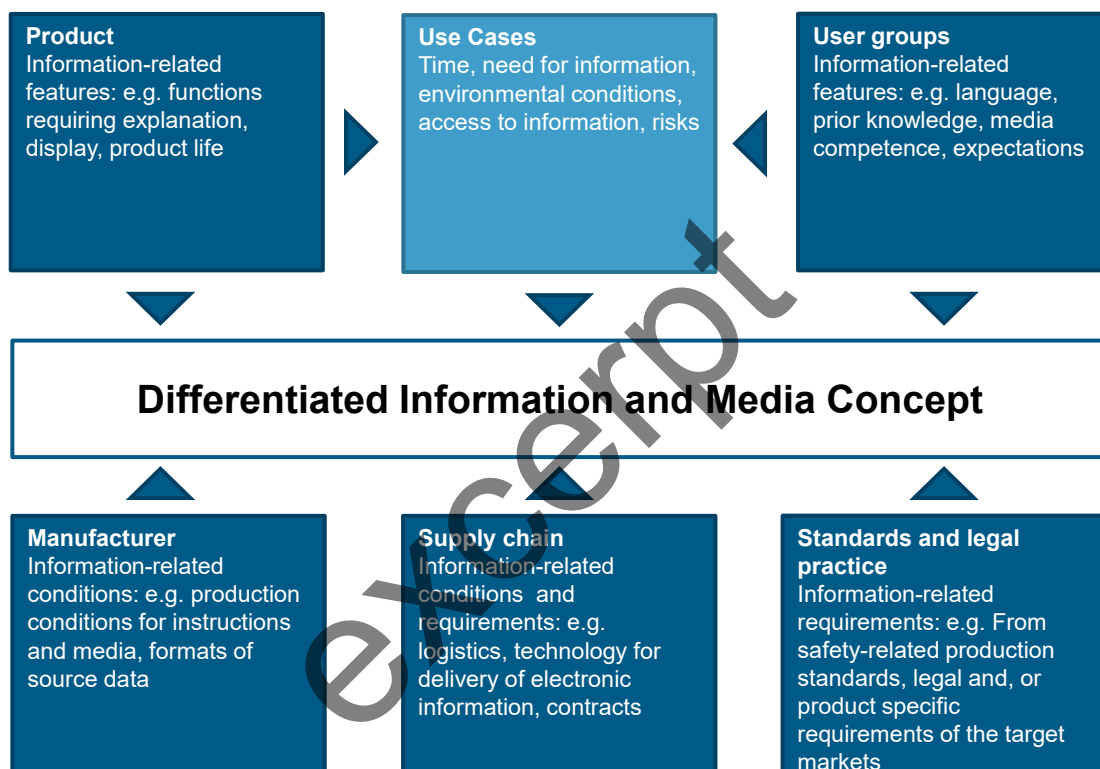 Product
Information-related
features: e.g. functions
requiring explanation,
display, product life
Use Cases
Time, need for information,
environmental conditions,
access to information, risks
User groups
Information-related
features: e.g. language,
prior knowledge, media
competence, expectations
Differentiated Information and Media Concept
Manufacturer
Information-related
conditions: e.g. production
conditions for instructions
and media, formats of
source data
Supply chain
Information-related
conditions and
requirements: e.g.
logistics, technology for
delivery of electronic
information, contracts
Standards and legal
practice
Information-related
requirements: e.g. From
safety-related production
standards, legal and, or
product specific
requirements of the target
markets
excerpt